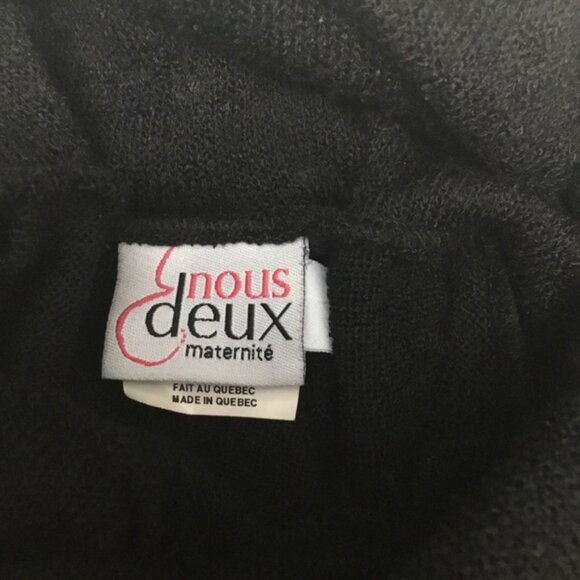 nous
deux
maternité
FAIT AU QUEBEC
MADE IN QUEBEC